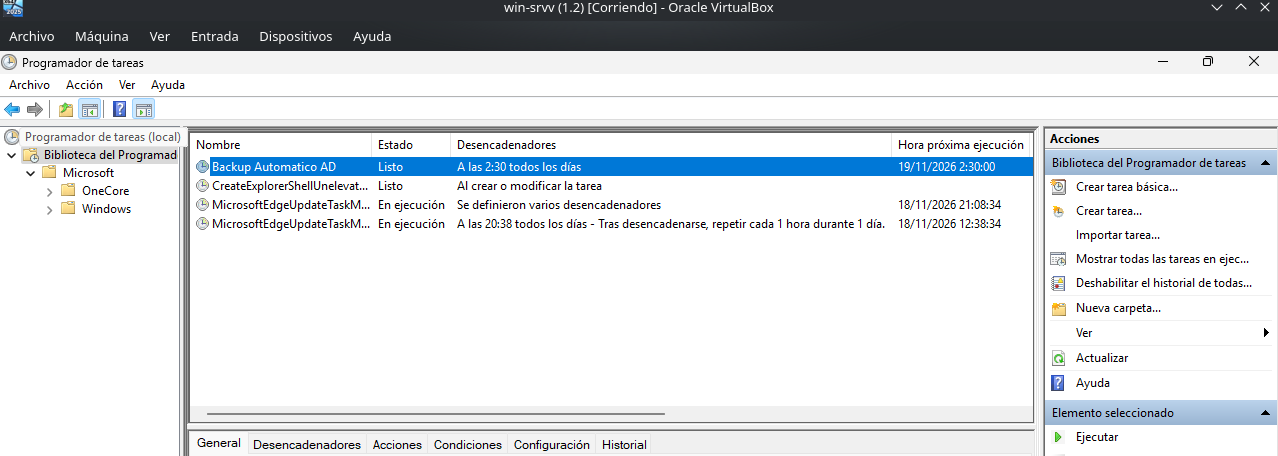 win-srvv (1.2) [Corriendo] - Oracle VirtualBox
Archivo Máquina Ver Entrada Dispositivos Ayuda
Programador de tareas
Archivo Acción Ver Ayuda
Programador de tareas (local)
Biblioteca del Programad
Microsoft
OneCore
Windows
Nombre Estado Desencadenadores Hora próxima ejecución
Backup Automatico AD Listo A las 2:30 todos los días 19/11/2026 2:30:00
CreateExplorerShellUnelevat... Listo Al crear o modificar la tarea
MicrosoftEdgeUpdateTaskM... En ejecución Se definieron varios desencadenadores 18/11/2026 21:08:34
MicrosoftEdgeUpdateTaskM... En ejecución A las 20:38 todos los días - Tras desencadenarse, repetir cada 1 hora durante 1 día. 18/11/2026 12:38:34
General Desencadenadores Acciones Condiciones Configuración Historial
Acciones
Biblioteca del Programador de tareas
Crear tarea básica...
Crear tarea...
Importar tarea...
Mostrar todas las tareas en ejec...
Deshabilitar el historial de todas...
Nueva carpeta...
Ver
Actualizar
Ayuda
Elemento seleccionado
Ejecutar